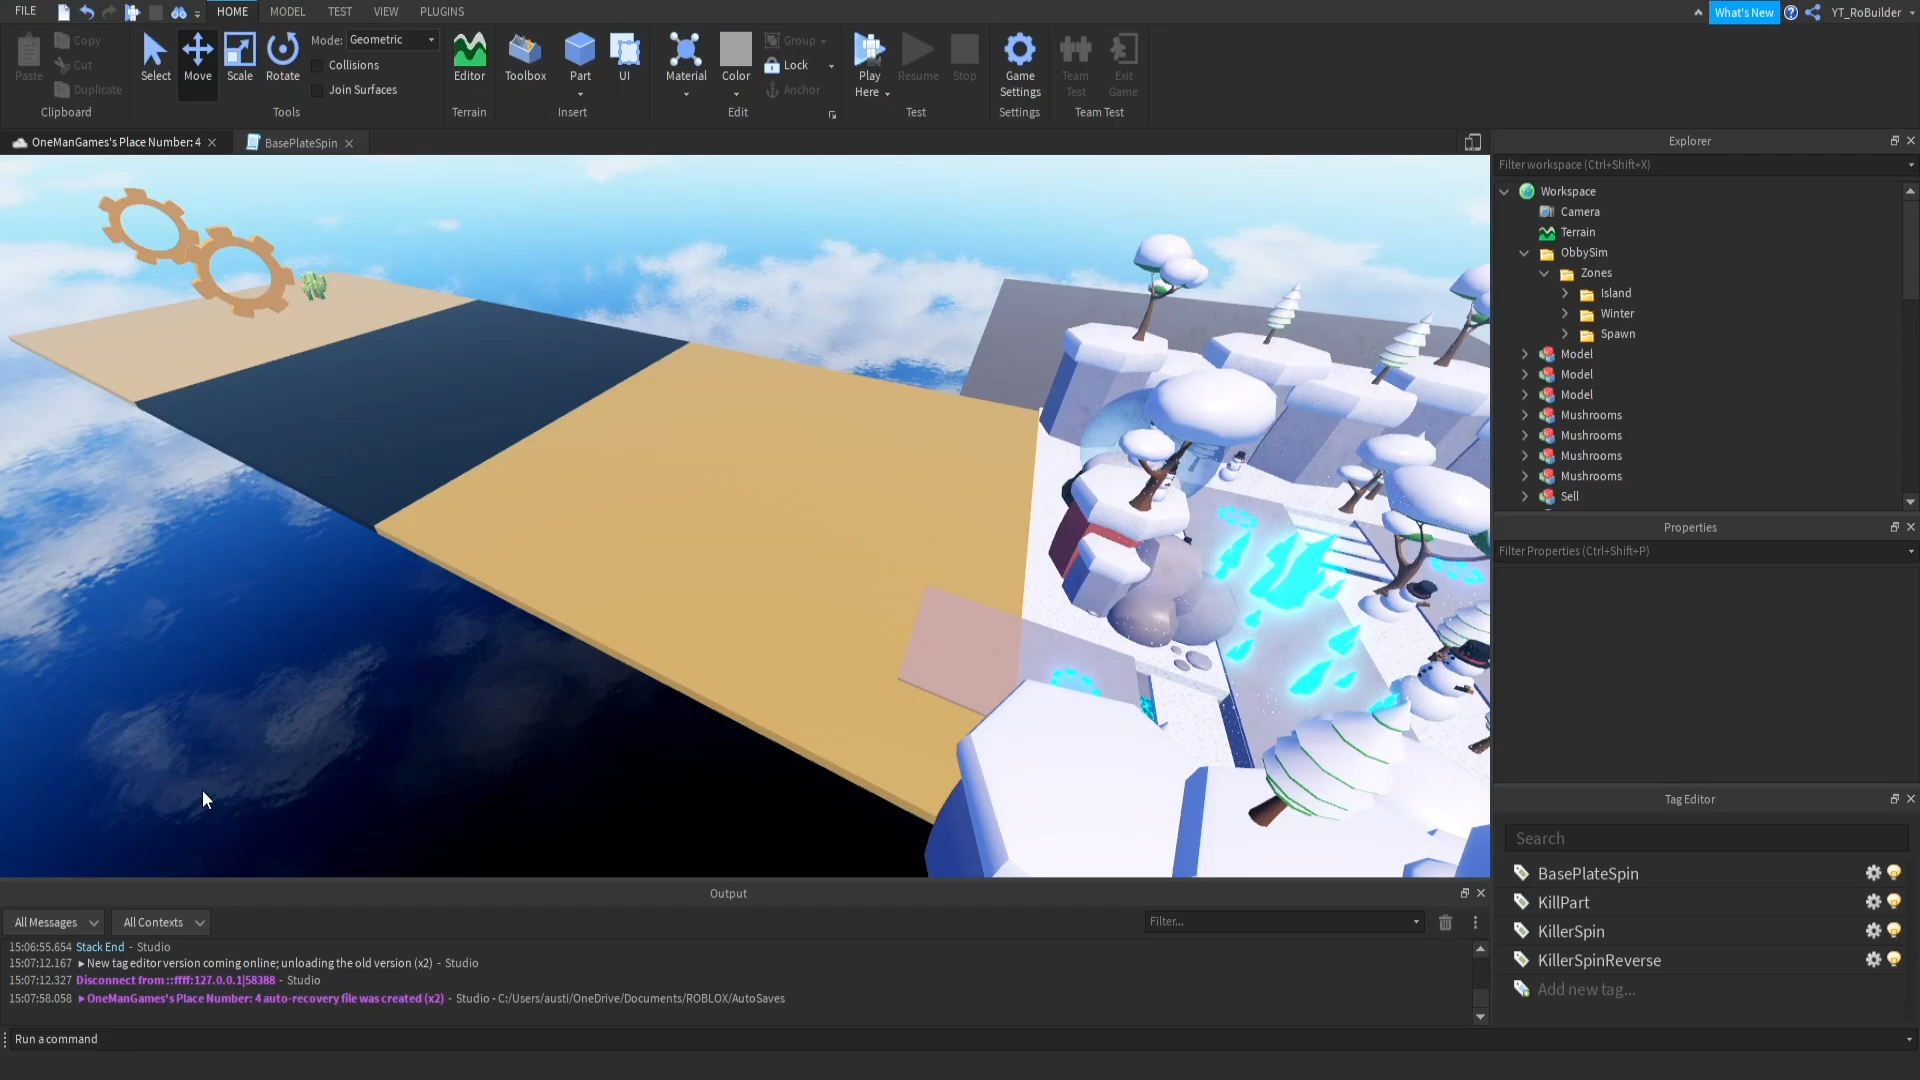 FILE
HOME
MODEL
TEST
VIEW
PLUGINS
What's New
YT_RoBuilder
Paste
Copy
Cut
Duplicate
Clipboard
Select
Move
Scale
Rotate
Mode: Geometric
Collisions
Join Surfaces
Tools
Editor
Terrain
Toolbox
Part
UI
Insert
Material
Color
Group
Lock
Anchor
Edit
Play
Here
Resume
Stop
Test
Game
Settings
Settings
Team
Test
Exit
Game
Team Test
OneManGames's Place Number: 4
BasePlateSpin
Explorer
Filter workspace (Ctrl+Shift+X)
Workspace
Camera
Terrain
ObbySim
Zones
Island
Winter
Spawn
Model
Model
Model
Mushrooms
Mushrooms
Mushrooms
Mushrooms
Sell
Properties
Filter Properties (Ctrl+Shift+P)
Tag Editor
Search
BasePlateSpin
KillPart
KillerSpin
KillerSpinReverse
Add new tag...
Output
All Messages
All Contexts
Filter...
15:06:55.654 Stack End - Studio
15:07:12.167 New tag editor version coming online; unloading the old version (x2) - Studio
15:07:12.327 Disconnect from ::ffff:127.0.0.1|58388 - Studio
15:07:58.058 OneManGames's Place Number: 4 auto-recovery file was created (x2) - Studio - C:/Users/austi/OneDrive/Documents/ROBLOX/AutoSaves
Run a command